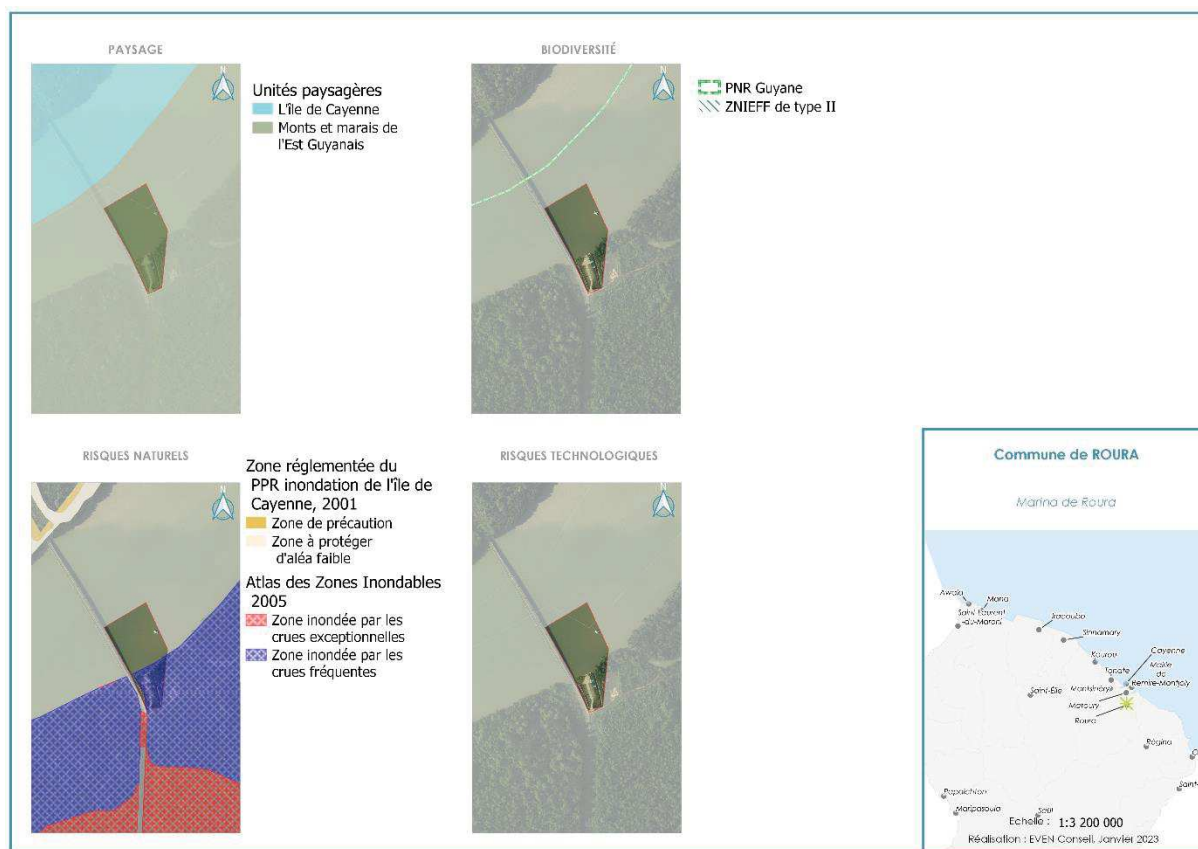 PAYSAGE
N
Unités paysagères
L'île de Cayenne
Monts et marais de
l'Est Guyanais
BIODIVERSITÉ
N
PNR Guyane
ZNIEFF de type II
RISQUES NATURELS
N
Zone réglementée du
PPR inondation de l'île de
Cayenne, 2001
Zone de précaution
Zone à protéger
d'aléa faible
Atlas des Zones Inondables
2005
Zone inondée par les
crues exceptionnelles
Zone inondée par les
crues fréquentes
RISQUES TECHNOLOGIQUES
N
Commune de ROURA
Marina de Roura
Awala
Mana
Saint-Laurent
-du-Maroni
Iracoubo
Sinnamary
Kourou
Cayenne
Tonate
Remire-Montjoly
Montsinéry
Saint-Élie
Matoury
Roura
Régina
Saint-
Papaichton
Maripasoula
Saül
Echelle : 1:3 200 000
Réalisation : EVEN Conseil, Janvier 2023